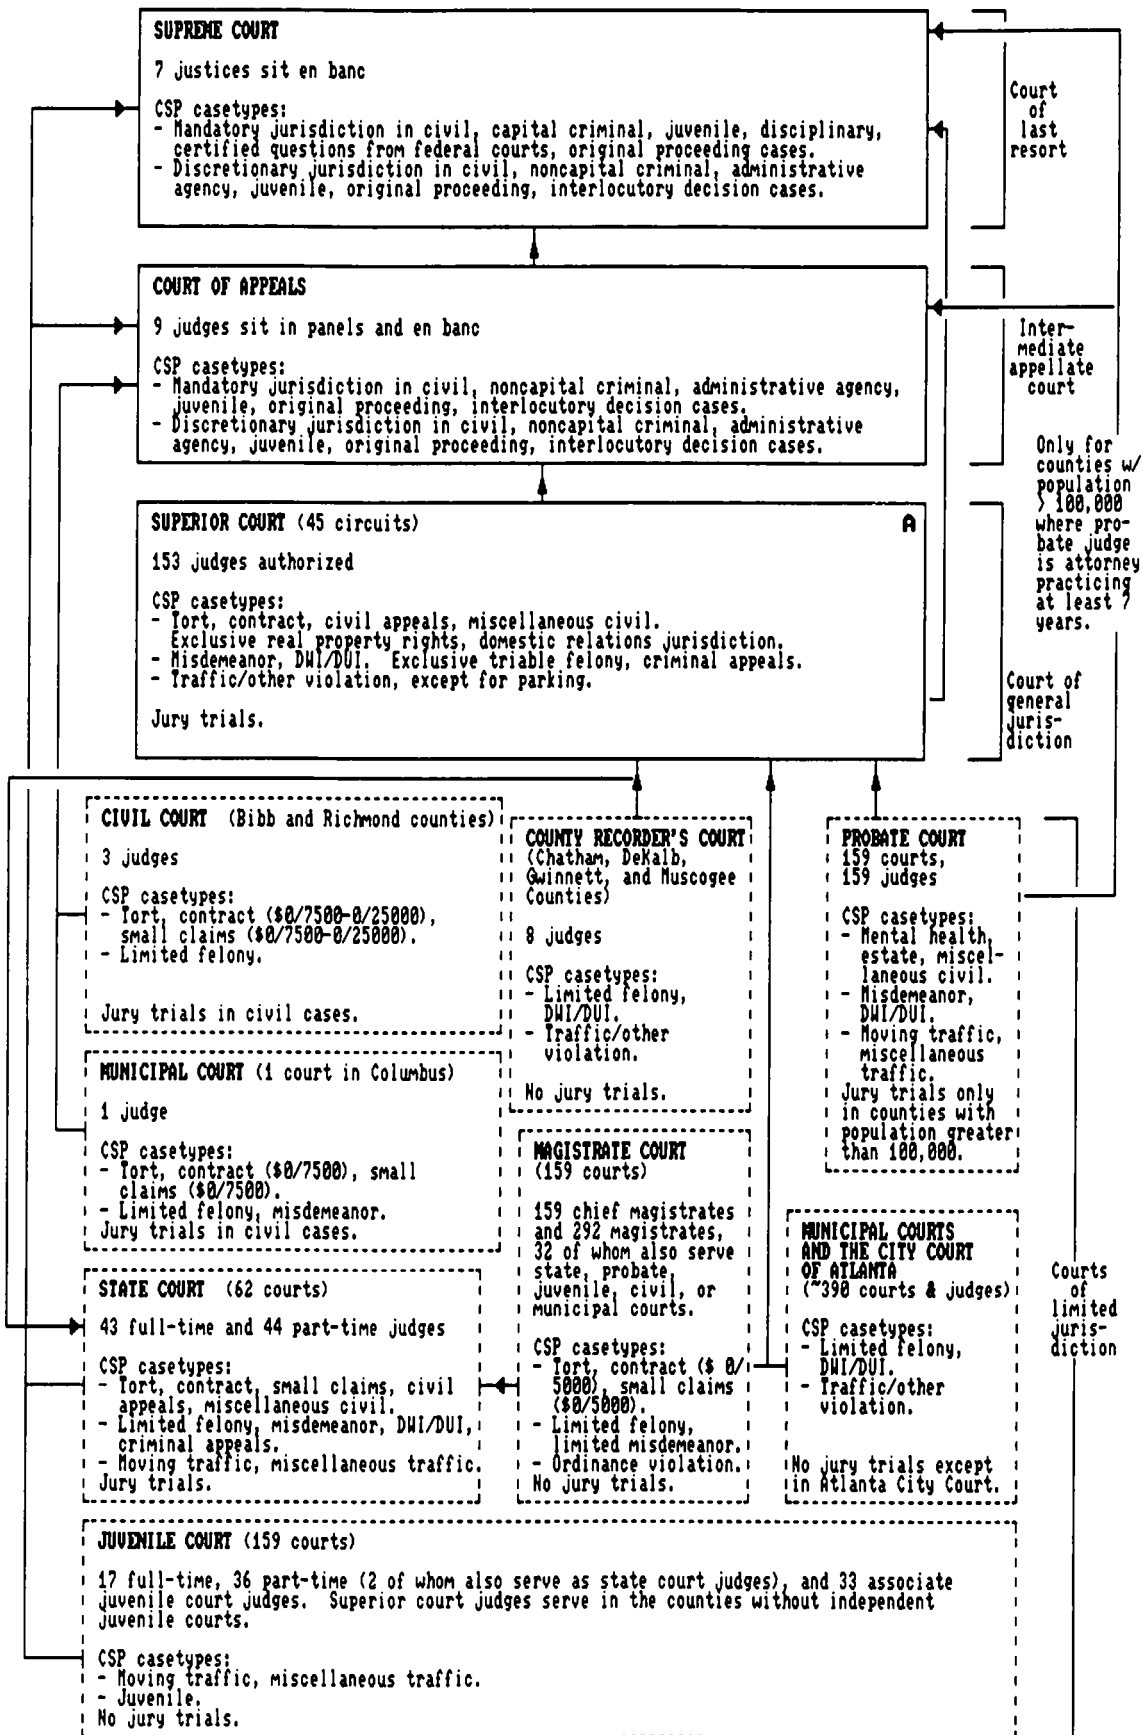 SUPREME COURT
7 justices sit en banc
CSP casetypes:
- Mandatory jurisdiction in civil, capital criminal, juvenile, disciplinary,
certified questions from federal courts, original proceeding cases.
- Discretionary jurisdiction in civil, noncapital criminal, administrative
agency, juvenile, original proceeding, interlocutory decision cases.
Court
of
last
resort
COURT OF APPEALS
9 judges sit in panels and en banc
CSP casetypes:
- Mandatory jurisdiction in civil, noncapital criminal, administrative agency,
juvenile, original proceeding, interlocutory decision cases.
- Discretionary jurisdiction in civil, noncapital criminal, administrative
agency, juvenile, original proceeding, interlocutory decision cases.
Inter-
mediate
appellate
court
Only for
counties w/
population
> 100,000
where pro-
bate judge
is attorney
practicing
at least 7
years.
SUPERIOR COURT (45 circuits)
A
153 judges authorized
CSP casetypes:
- Tort, contract, civil appeals, miscellaneous civil.
Exclusive real property rights, domestic relations jurisdiction.
- Misdemeanor, DWI/DUI. Exclusive triable felony, criminal appeals.
- Traffic/other violation, except for parking.
Jury trials.
Court of
general
juris-
diction
CIVIL COURT (Bibb and Richmond counties)
3 judges
CSP casetypes:
- Tort, contract ($0/7500-0/25000),
small claims ($0/7500-0/25000).
- Limited felony.
Jury trials in civil cases.
COUNTY RECORDER'S COURT
(Chatham, DeKalb,
Gwinnett, and Muscogee
Counties)
8 judges
CSP casetypes:
- Limited felony,
DWI/DUI.
- Traffic/other
violation.
No jury trials.
PROBATE COURT
159 courts,
159 judges
CSP casetypes:
- Mental health,
estate, miscel-
laneous civil.
- Misdemeanor,
DWI/DUI.
- Moving traffic,
miscellaneous
traffic.
Jury trials only
in counties with
population greater
than 100,000.
MUNICIPAL COURT (1 court in Columbus)
1 judge
CSP casetypes:
- Tort, contract ($0/7500), small
claims ($0/7500).
- Limited felony, misdemeanor.
Jury trials in civil cases.
MAGISTRATE COURT
(159 courts)
159 chief magistrates
and 292 magistrates,
32 of whom also serve
state, probate,
juvenile, civil, or
municipal courts.
CSP casetypes:
- Tort, contract ($ 0/
5000), small claims
($0/5000).
- Limited felony,
limited misdemeanor.
- Ordinance violation.
No jury trials.
MUNICIPAL COURTS
AND THE CITY COURT
OF ATLANTA
(~390 courts & judges)
CSP casetypes:
- Limited felony,
DWI/DUI.
- Traffic/other
violation.
No jury trials except
in Atlanta City Court.
Courts
of
limited
juris-
diction
STATE COURT (62 courts)
43 full-time and 44 part-time judges
CSP casetypes:
- Tort, contract, small claims, civil
appeals, miscellaneous civil.
- Limited felony, misdemeanor, DWI/DUI,
criminal appeals.
- Moving traffic, miscellaneous traffic.
Jury trials.
JUVENILE COURT (159 courts)
17 full-time, 36 part-time (2 of whom also serve as state court judges), and 33 associate
juvenile court judges. Superior court judges serve in the counties without independent
juvenile courts.
CSP casetypes:
- Moving traffic, miscellaneous traffic.
- Juvenile.
No jury trials.